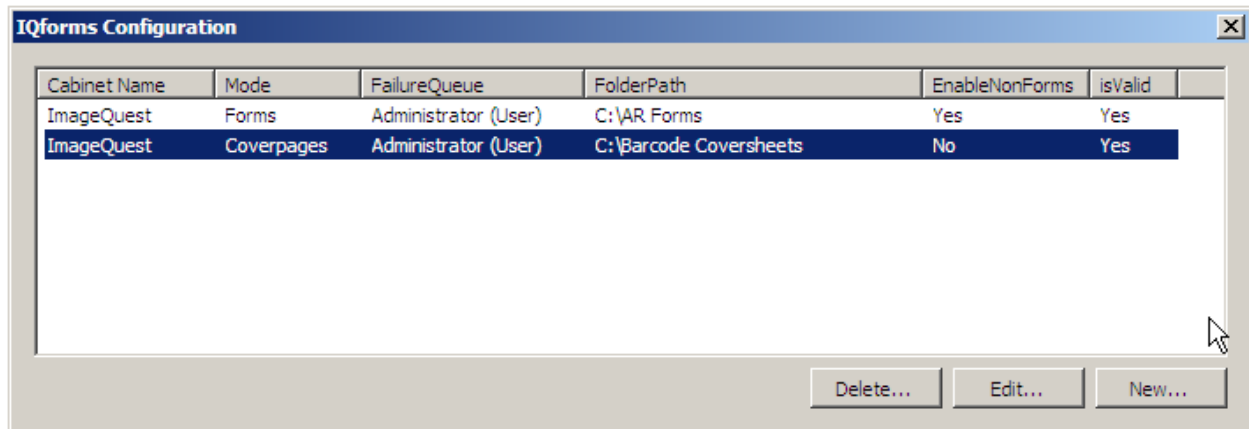 IQforms Configuration
Cabinet Name Mode FailureQueue FolderPath EnableNonForms isValid
ImageQuest Forms Administrator (User) C:\AR Forms Yes Yes
ImageQuest Coverpages Administrator (User) C:\Barcode Coversheets No Yes
Delete... Edit... New...